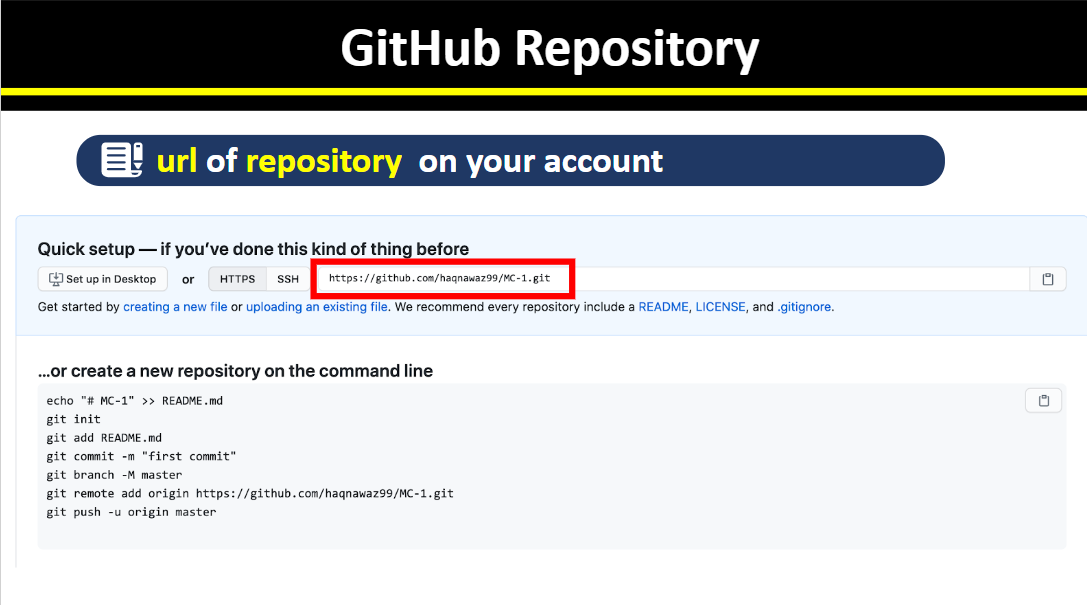 GitHub Repository
url of repository on your account
Quick setup — if you’ve done this kind of thing before
Set up in Desktop or HTTPS SSH https://github.com/haqnawaz99/MC-1.git
Get started by creating a new file or uploading an existing file. We recommend every repository include a README, LICENSE, and .gitignore.
…or create a new repository on the command line
echo "# MC-1" >> README.md
git init
git add README.md
git commit -m "first commit"
git branch -M master
git remote add origin https://github.com/haqnawaz99/MC-1.git
git push -u origin master